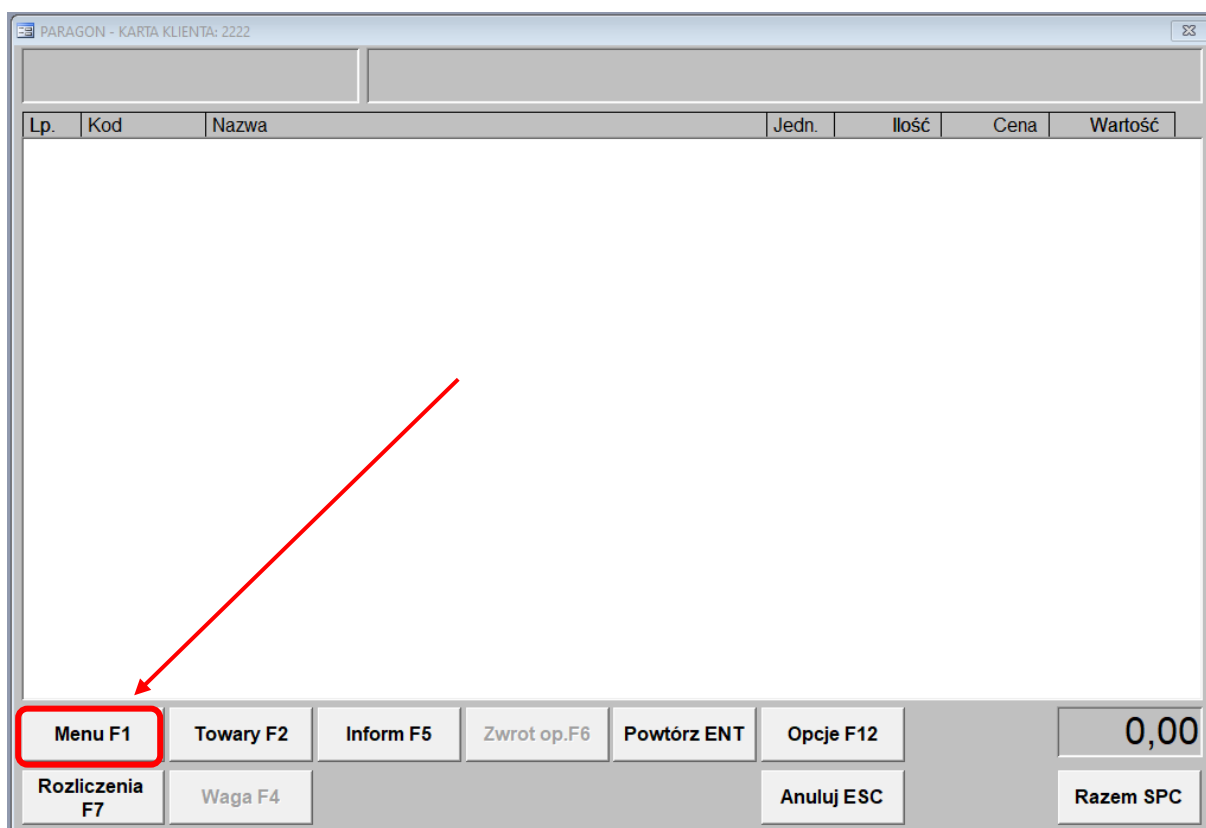 PARAGON - KARTA KLIENTA: 2222
Lp. Kod Nazwa Jedn. Ilość Cena Wartość
Menu F1 Towary F2 Inform F5 Zwrot op.F6 Powtórz ENT Opcje F12 0,00
Rozliczenia
F7
Waga F4 Anuluj ESC Razem SPC